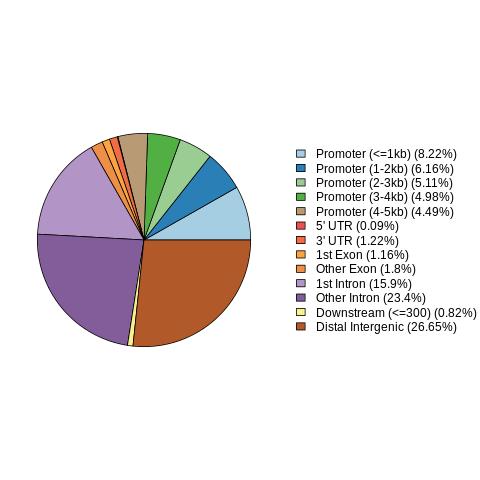 Promoter (<=1kb) (8.22%)
Promoter (1-2kb) (6.16%)
Promoter (2-3kb) (5.11%)
Promoter (3-4kb) (4.98%)
Promoter (4-5kb) (4.49%)
5' UTR (0.09%)
3' UTR (1.22%)
1st Exon (1.16%)
Other Exon (1.8%)
1st Intron (15.9%)
Other Intron (23.4%)
Downstream (<=300) (0.82%)
Distal Intergenic (26.65%)